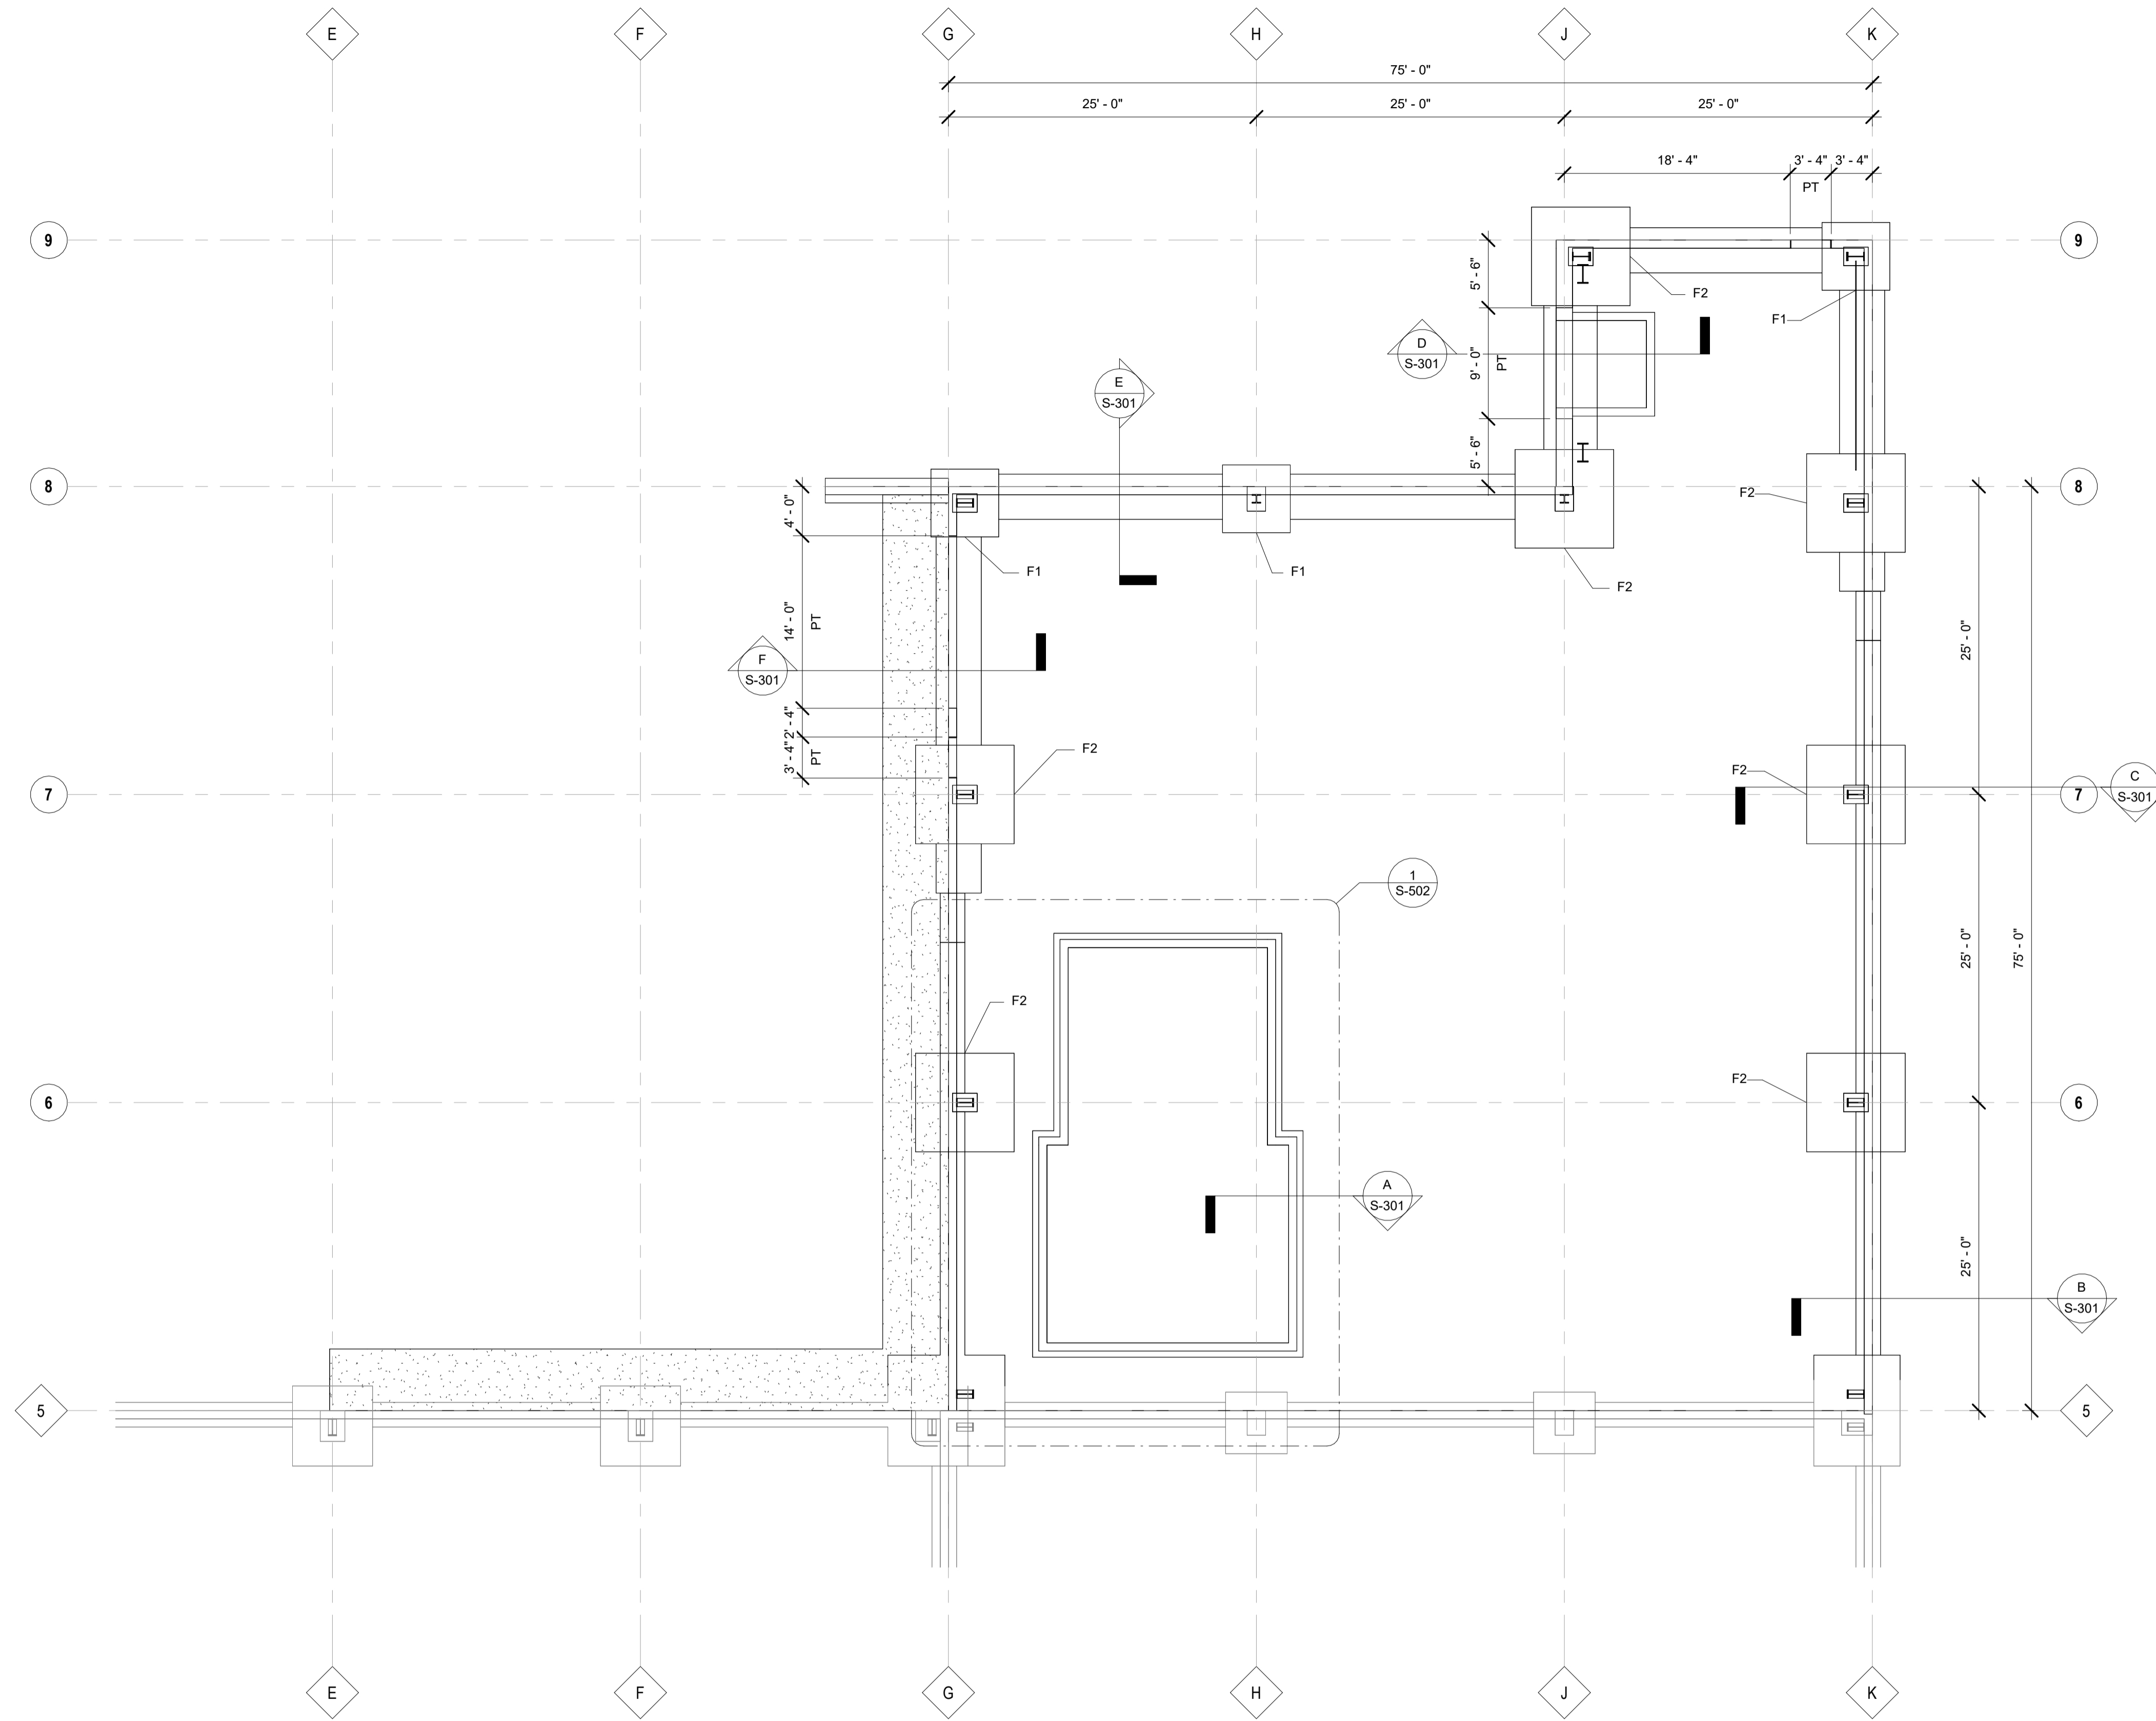 E F G H J K
75' - 0"
25' - 0" 25' - 0" 25' - 0"
18' - 4" 3' - 4" 3' - 4"
PT
9 9
5' - 6"
F2
F1
D
S-301
9' - 0"
PT
E
S-301
5' - 6"
8 8
F2
4' - 0"
F1 F1
F2
14' - 0"
PT
25' - 0"
F
S-301
2' - 4"
3' - 4"
PT
F2
F2
C
S-301
7 7
1
S-502
25' - 0"
75' - 0"
F2
F2
6 6
A
S-301
25' - 0"
B
S-301
5 5
E F G H J K